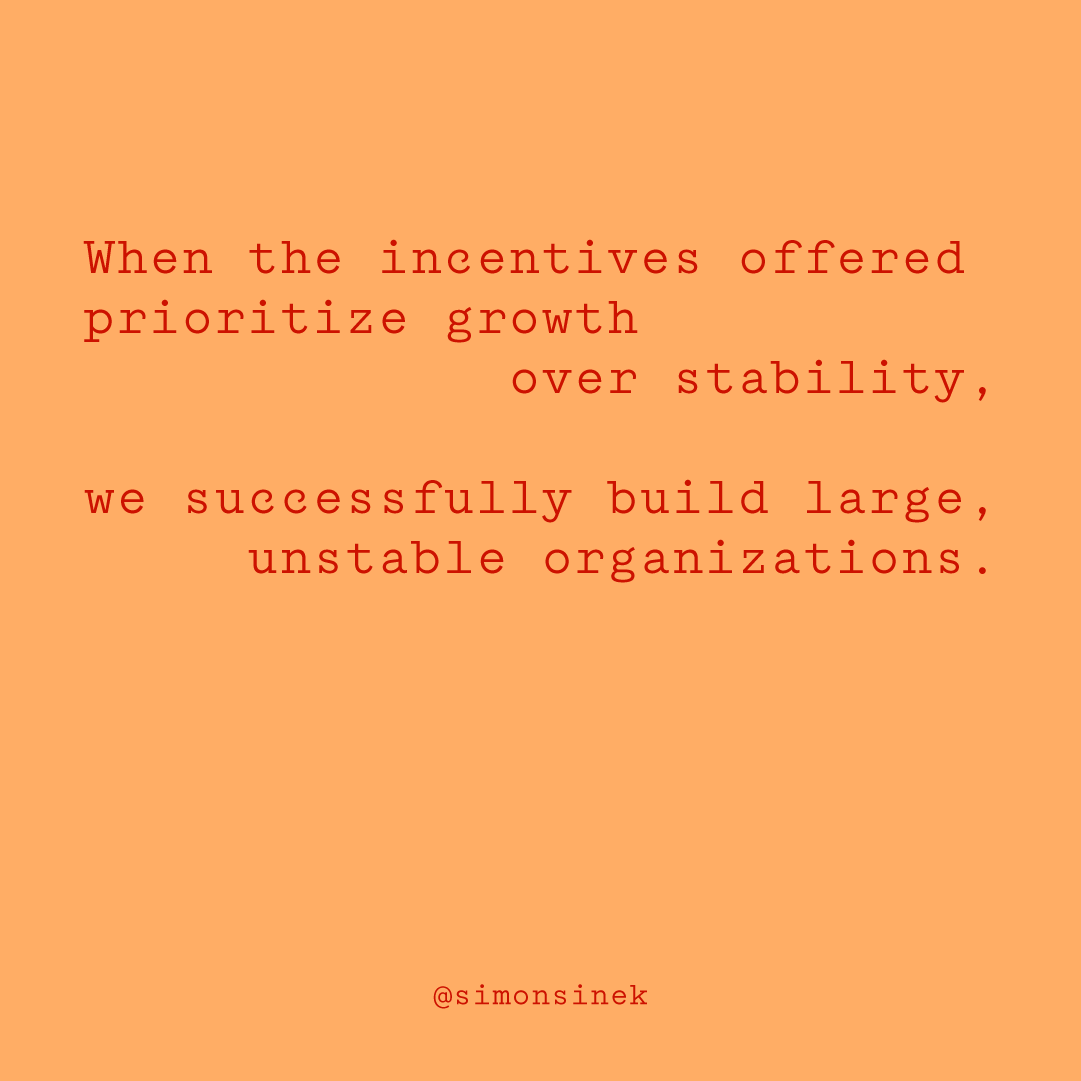 When the incentives offered
prioritize growth
over stability,
we successfully build large,
unstable organizations.
@simonsinek